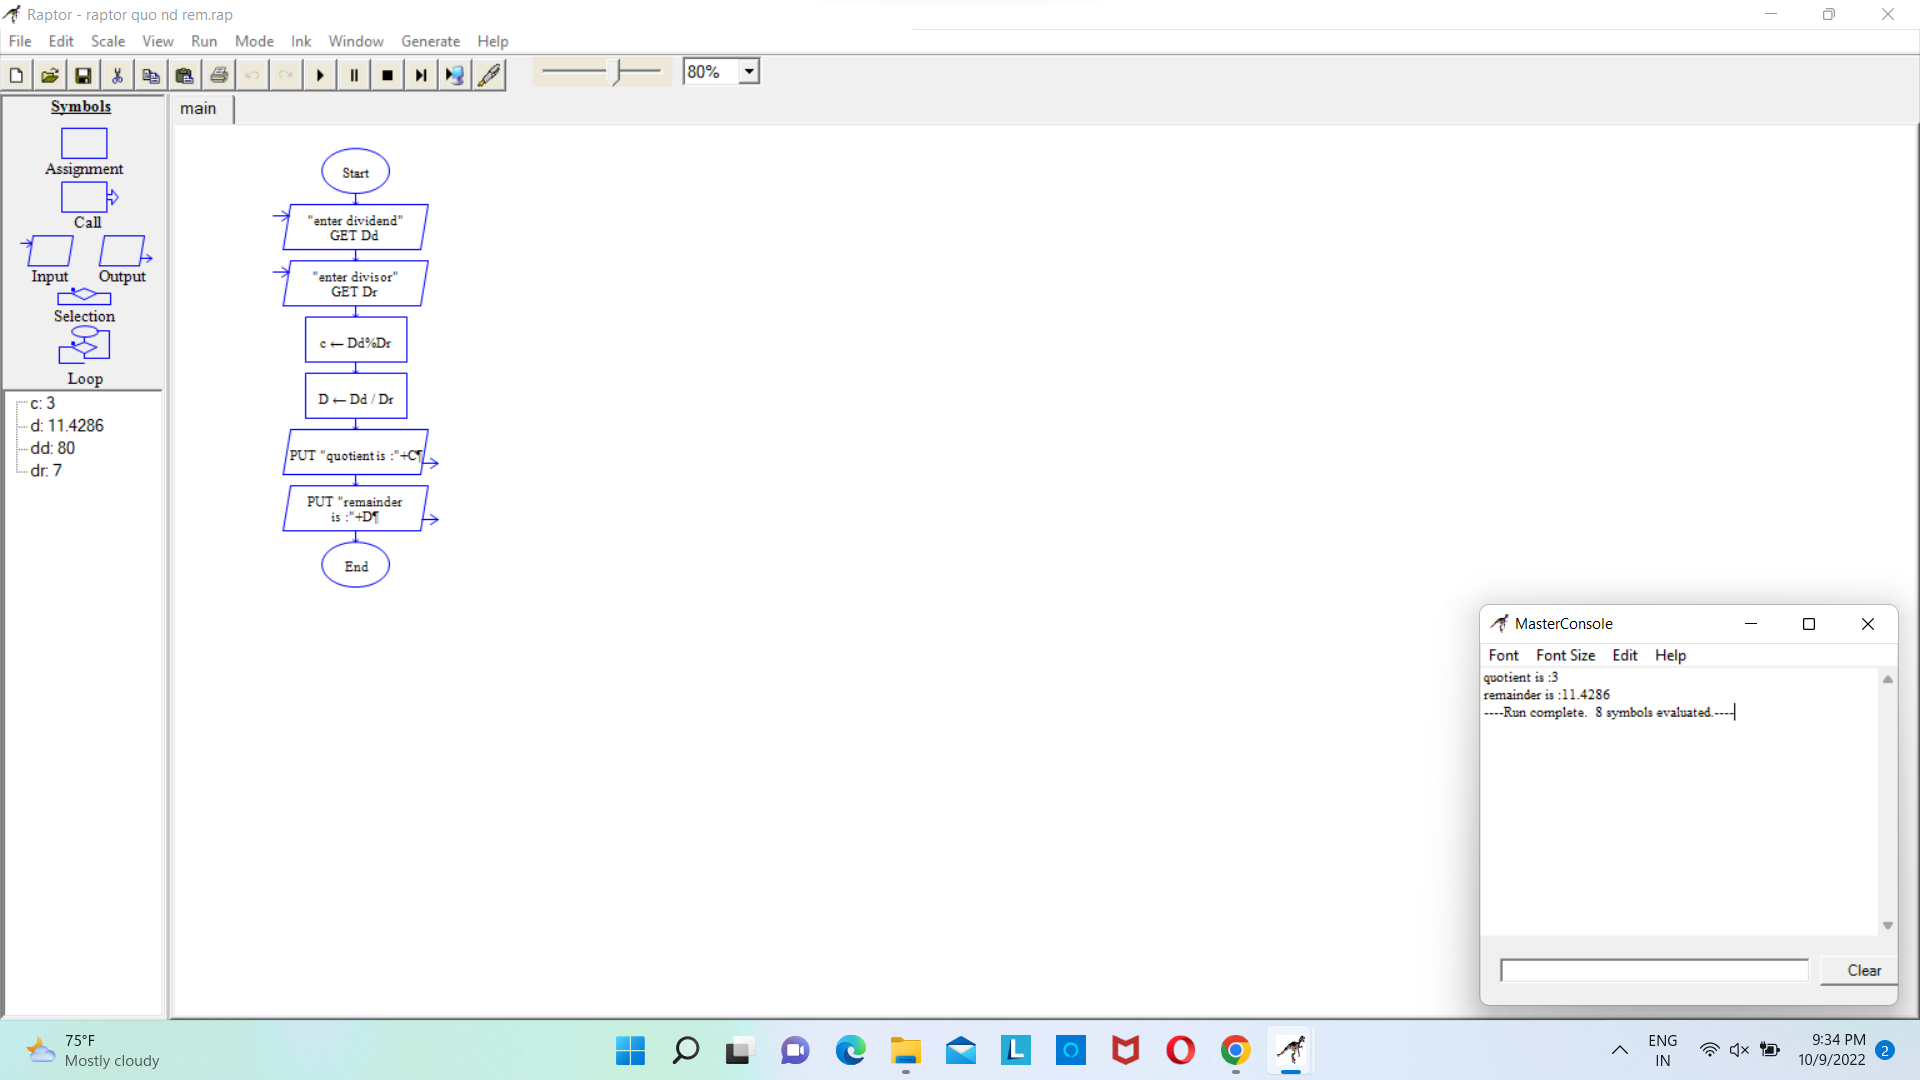 Raptor - raptor quo nd rem.rap
File Edit Scale View Run Mode Ink Window Generate Help
80%
Symbols
Assignment
Call
Input Output
Selection
Loop
c: 3
d: 11.4286
dd: 80
dr: 7
main
Start
"enter dividend"
GET Dd
"enter divisor"
GET Dr
c ← Dd%Dr
D ← Dd / Dr
PUT "quotient is :"+C¶
PUT "remainder
is :"+D¶
End
MasterConsole
Font Font Size Edit Help
quotient is :3
remainder is :11.4286
----Run complete.  8 symbols evaluated.----
Clear
75°F
Mostly cloudy
L
ENG
IN
9:34 PM
10/9/2022
2